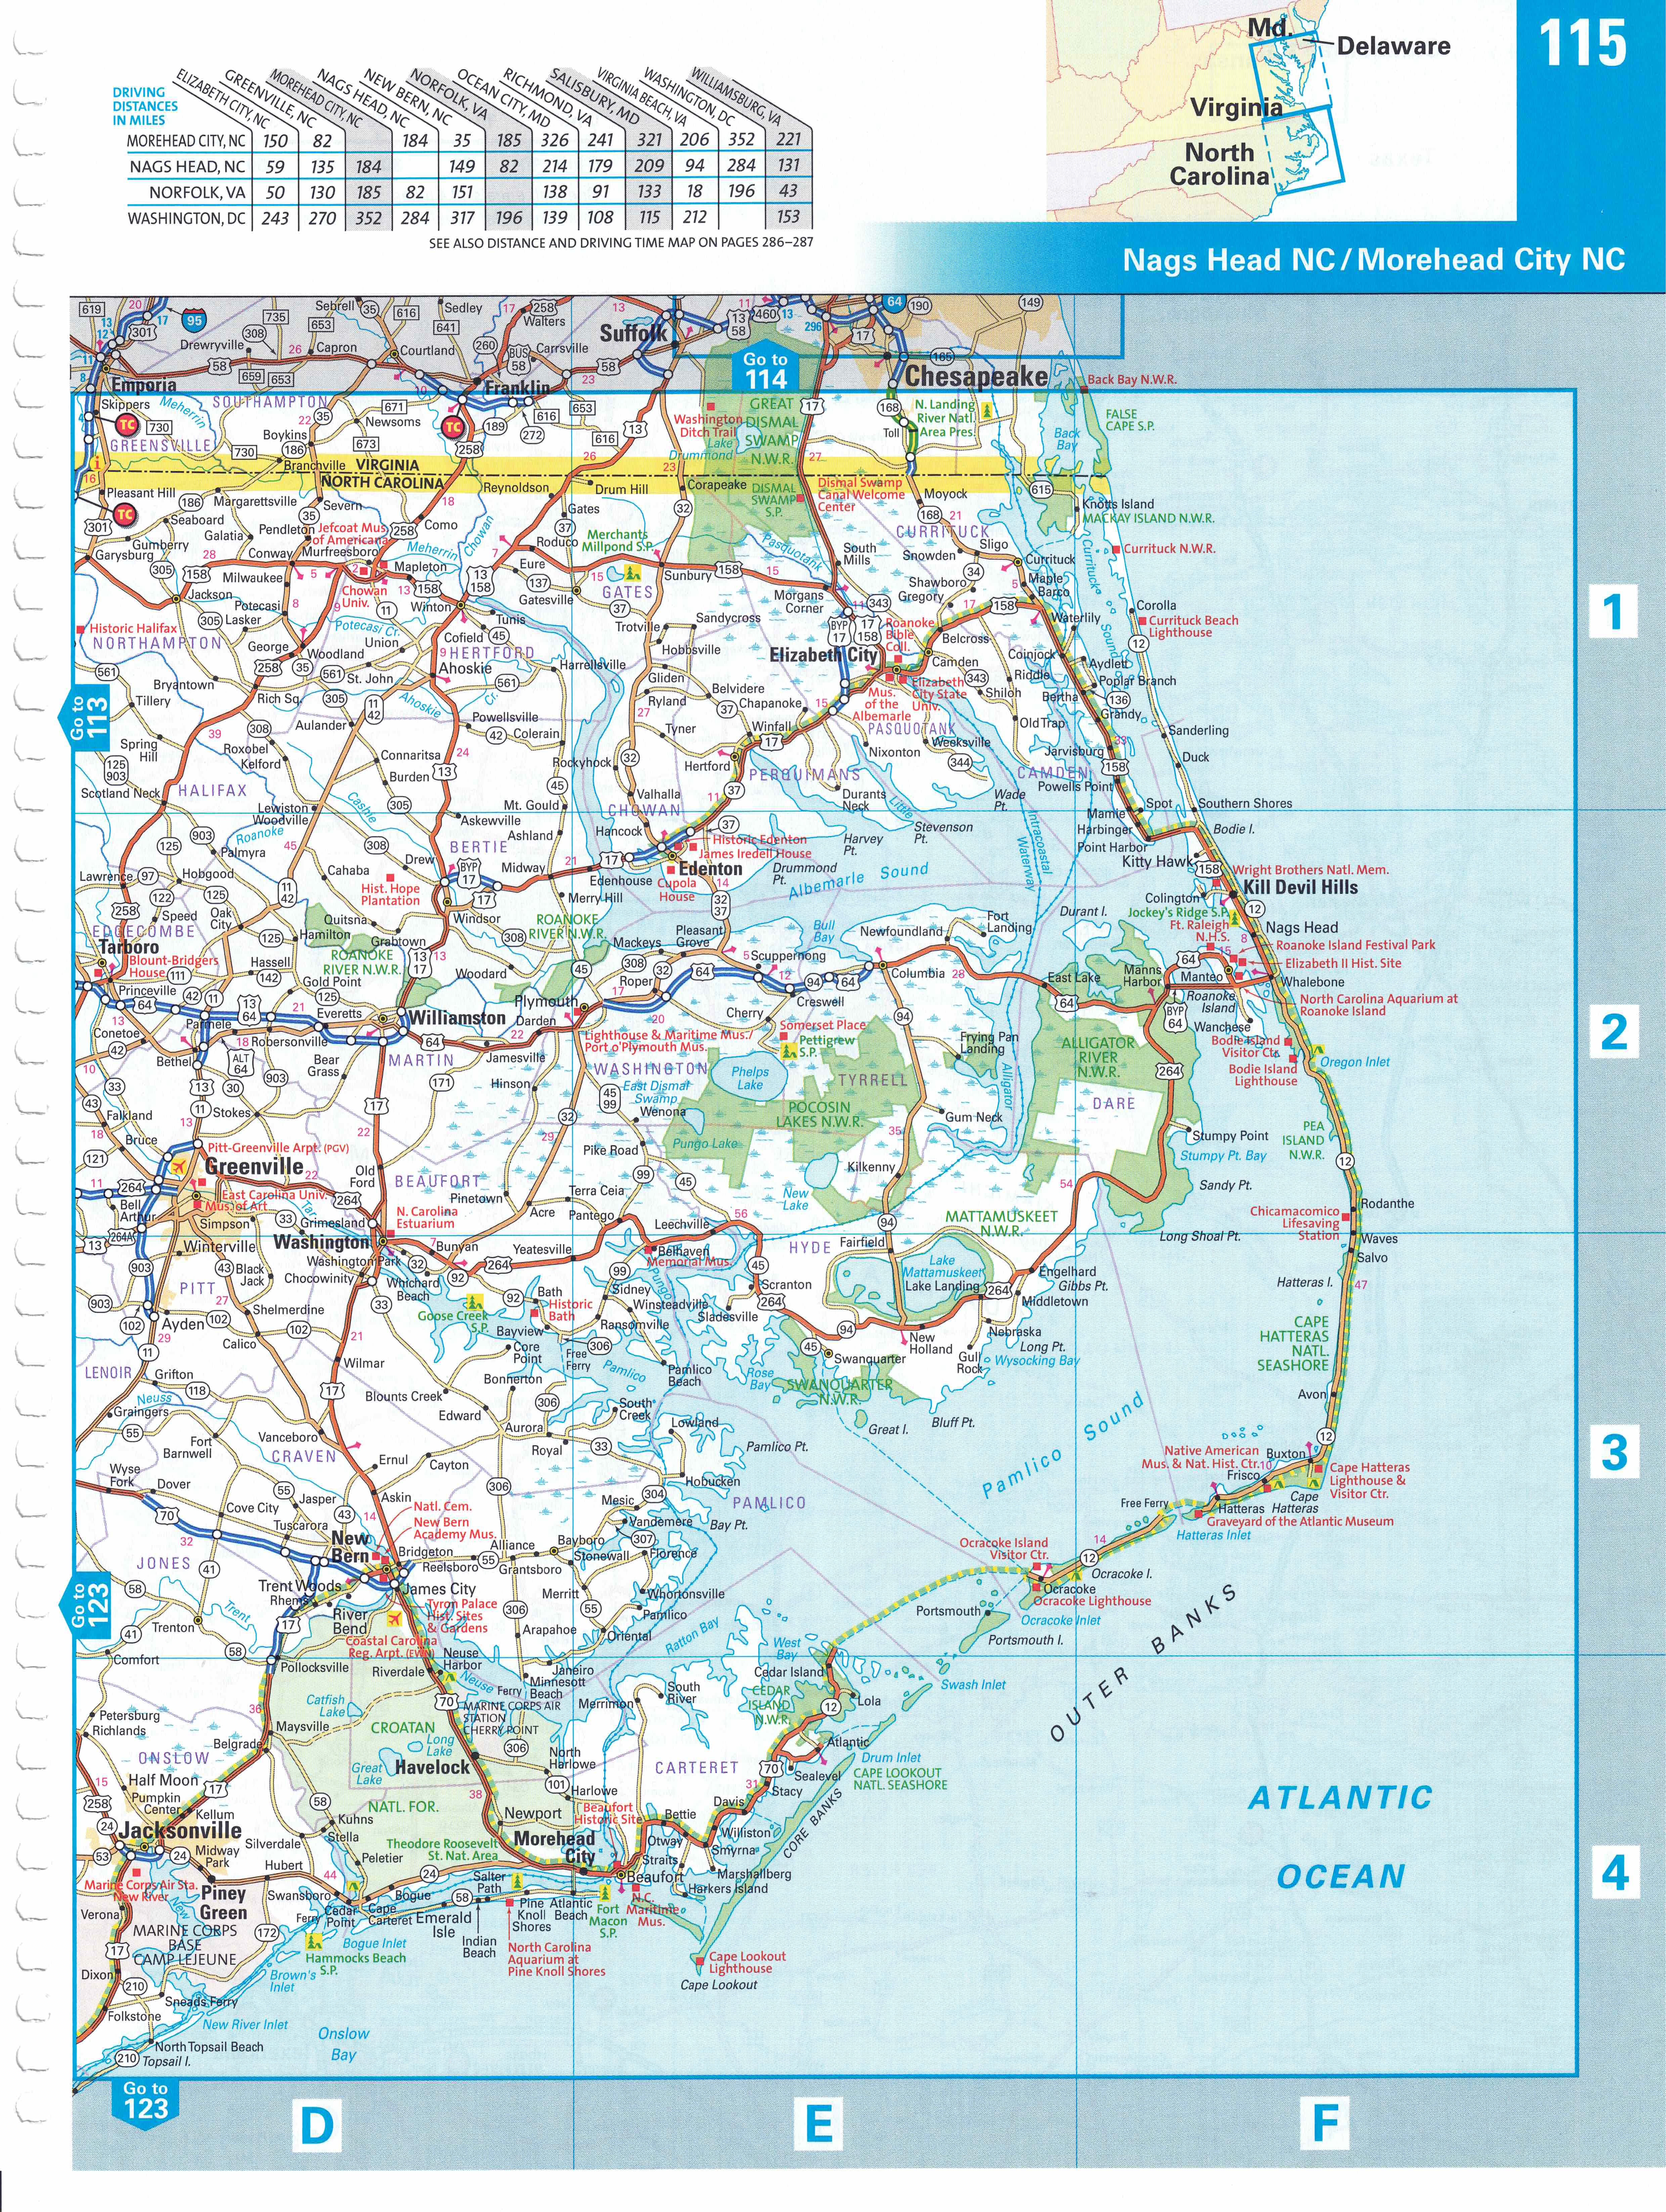 115
Md.
Delaware
Virginia
North
Carolina
Nags Head NC/Morehead City NC
DRIVING
DISTANCES
IN MILES
ELIZABETH CITY, NC
GREENVILLE, NC
MOREHEAD CITY, NC
NAGS HEAD, NC
NEW BERN, NC
NORFOLK, VA
OCEAN CITY, MD
RICHMOND, VA
SALISBURY, MD
VIRGINIA BEACH, VA
WASHINGTON, DC
WILLIAMSBURG, VA
MOREHEAD CITY, NC 150 82 184 35 185 326 241 321 206 352 221
NAGS HEAD, NC 59 135 184 149 82 214 179 209 94 284 131
NORFOLK, VA 50 130 185 82 151 138 91 133 18 196 43
WASHINGTON, DC 243 270 352 284 317 196 139 108 115 212 153
SEE ALSO DISTANCE AND DRIVING TIME MAP ON PAGES 286–287
Go to
114
Go to
113
Go to
123
Go to
123
1
2
3
4
D
E
F
Sebrell
Sedley
Walters
Suffolk
Drewryville
Capron
Courtland
Carrsville
Emporia
Franklin
Chesapeake
Back Bay N.W.R.
Skippers
Meherrin
SOUTHAMPTON
Newsoms
Boykins
GREENSVILLE
Branchville
VIRGINIA
NORTH CAROLINA
Washington
Ditch Trail
Lake
Drummond
GREAT
DISMAL
SWAMP
N.W.R.
N. Landing
River Natl.
Area Pres.
Toll
Back
Bay
FALSE
CAPE S.P.
Pleasant Hill
Margarettsville
Severn
Reynoldson
Drum Hill
Corapeake
DISMAL
SWAMP
S.P.
Dismal Swamp
Canal Welcome
Center
Moyock
Knotts Island
MACKAY ISLAND N.W.R.
Seaboard
Galatia
Pendleton
Jefcoat Mus.
of Americana
Como
Gates
Merchants
Millpond S.P.
CURRITUCK
Gumberry
Garysburg
Conway
Murfreesboro
Meherrin
Chowan
Roduco
Pasquotank
South
Mills
Snowden
Sligo
Currituck
Currituck N.W.R.
Milwaukee
Mapleton
Eure
Sunbury
Shawboro
Maple
Barco
Jackson
Potecasi
Chowan
Univ.
Winton
Gatesville
GATES
Morgans
Corner
Gregory
Corolla
Currituck Beach
Lighthouse
Historic Halifax
NORTHAMPTON
Lasker
Potecasi Cr.
Tunis
Trotville
Sandycross
Roanoke
Bible
Coll.
Belcross
Waterlily
Currituck
Sound
George
Woodland
Union
Cofield
HERTFORD
Ahoskie
Harrellsville
Hobbsville
Elizabeth City
Camden
Coinjock
Aydlett
Bryantown
Rich Sq.
St. John
Ahoskie
Cr.
Gliden
Belvidere
Mus.
of the
Albemarle
Elizabeth
City State
Univ.
Shiloh
Riddle
Bertha
Poplar Branch
Tillery
Aulander
Powellsville
Colerain
Ryland
Chapanoke
Winfall
PASQUOTANK
Old Trap
Grandy
Spring
Hill
Roxobel
Kelford
Connaritsa
Burden
Rockyhock
Tyner
Hertford
Nixonton
Weeksville
Jarvisburg
Sanderling
Duck
Scotland Neck
HALIFAX
Cashie
Valhalla
PERQUIMANS
Durants
Neck
Little
CAMDEN
Powells Point
Wade
Pt.
Lewiston
Woodville
Askewville
Mt. Gould
CHOWAN
Hancock
Stevenson
Pt.
Harvey
Pt.
Mamie
Spot
Southern Shores
Roanoke
Palmyra
BERTIE
Ashland
Historic Edenton
James Iredell House
Harbinger
Point Harbor
Bodie I.
Lawrence
Hobgood
Cahaba
Drew
Midway
Edenhouse
Edenton
Cupola
House
Drummond
Pt.
Albemarle Sound
Intracoastal
Waterway
Kitty Hawk
Wright Brothers Natl. Mem.
Kill Devil Hills
Speed
Oak
City
Hist. Hope
Plantation
Windsor
Merry Hill
ROANOKE
RIVER N.W.R.
Bull
Bay
Fort
Landing
Durant I.
Colington
Jockey's Ridge S.P.
Ft. Raleigh
N.H.S.
Nags Head
EDGECOMBE
Quitsna
Hamilton
Grabtown
Mackeys
Pleasant
Grove
Newfoundland
Roanoke Island Festival Park
Tarboro
Blount-Bridgers
House
Hassell
ROANOKE
RIVER N.W.R.
Woodard
Roper
Scuppernong
Columbia
East Lake
Manns
Harbor
Manteo
Elizabeth II Hist. Site
Whalebone
Princeville
Gold Point
Plymouth
Creswell
Roanoke
Island
North Carolina Aquarium at
Roanoke Island
Conetoe
Parmele
Everetts
Williamston
Darden
Cherry
Wanchese
Robersonville
Jamesville
Lighthouse & Maritime Mus./
Port o'Plymouth Mus.
Somerset Place
Pettigrew
S.P.
Frying Pan
Landing
ALLIGATOR
RIVER
N.W.R.
Bodie Island
Visitor Ctr.
Bethel
Bear
Grass
MARTIN
WASHINGTON
Phelps
Lake
TYRRELL
Alligator
Bodie Island
Lighthouse
Oregon Inlet
Hinson
East Dismal
Swamp
Wenona
POCOSIN
LAKES N.W.R.
Gum Neck
DARE
Falkland
Stokes
Bruce
Pike Road
Pungo Lake
Stumpy Point
Stumpy Pt. Bay
PEA
ISLAND
N.W.R.
Pitt-Greenville Arpt. (PGV)
Greenville
Old
Ford
BEAUFORT
Kilkenny
Sandy Pt.
East Carolina Univ.
Mus. of Art
Tar
Pinetown
Terra Ceia
New
Lake
Rodanthe
Bell
Arthur
Simpson
Grimesland
N. Carolina
Estuarium
Acre
Pantego
Leechville
MATTAMUSKEET
N.W.R.
Chicamacomico
Lifesaving
Station
Washington
Bunyan
Yeatesville
HYDE
Fairfield
Long Shoal Pt.
Waves
Salvo
Winterville
Washington Park
Belhaven
Memorial Mus.
Pungo
Lake
Mattamuskeet
Lake Landing
Engelhard
Gibbs Pt.
Hatteras I.
PITT
Black
Jack
Chocowinity
Whichard
Beach
Bath
Historic
Bath
Sidney
Winsteadville
Scranton
Middletown
Ayden
Shelmerdine
Goose Creek
S.P.
Bayview
Ransomville
Sladesville
CAPE
HATTERAS
NATL.
SEASHORE
Calico
Core
Point
Free
Ferry
New
Holland
Nebraska
Long Pt.
LENOIR
Grifton
Wilmar
Pamlico
Pamlico
Beach
Rose
Bay
Swanquarter
Gull
Rock
Wysocking Bay
Neuss
Graingers
Blounts Creek
Bonnerton
SWANQUARTER
N.W.R.
Avon
Edward
South
Creek
Lowland
Great I.
Bluff Pt.
Fort
Barnwell
Vanceboro
CRAVEN
Aurora
Royal
Pamlico Pt.
Pamlico Sound
Native American
Mus. & Nat. Hist. Ctr.
Buxton
Wyse
Fork
Dover
Ernul
Cayton
Hobucken
Frisco
Cape Hatteras
Lighthouse &
Visitor Ctr.
Cove City
Jasper
Askin
Mesic
PAMLICO
Free Ferry
Hatteras
Cape
Hatteras
Tuscarora
Natl. Cem.
New Bern
Academy Mus.
Vandemere
Bay Pt.
Graveyard of the Atlantic Museum
Hatteras Inlet
New
Bern
Bridgeton
Alliance
Bayboro
Stonewall
Florence
Ocracoke Island
Visitor Ctr.
JONES
Reelsboro
Grantsboro
Ocracoke I.
Trent Woods
James City
Merritt
Whortonsville
Ocracoke
Ocracoke Lighthouse
Rhems
River
Bend
Tyron Palace
Hist. Sites
& Gardens
Pamlico
Portsmouth
Ocracoke Inlet
Trent
Trenton
Coastal Carolina
Reg. Arpt. (EWN)
Arapahoe
Oriental
Ratton Bay
West
Bay
Portsmouth I.
OUTER BANKS
Comfort
Pollocksville
Riverdale
Neuse
Harbor
Janeiro
Minnesott
Beach
Cedar Island
Neuse
Ferry
Merrimon
South
River
CEDAR
ISLAND
N.W.R.
Lola
Swash Inlet
Petersburg
Richlands
Catfish
Lake
MARINE CORPS AIR
STATION
CHERRY POINT
Maysville
CROATAN
Long
Lake
Atlantic
Drum Inlet
ONSLOW
Belgrade
Great
Lake
Havelock
North
Harlowe
CARTERET
Sealevel
CAPE LOOKOUT
NATL. SEASHORE
Half Moon
Pumpkin
Center
NATL. FOR.
Harlowe
Stacy
CORE BANKS
Kellum
Kuhns
Newport
Beaufort
Historic Site
Bettie
Davis
ATLANTIC
OCEAN
Jacksonville
Silverdale
Stella
Theodore Roosevelt
St. Nat. Area
Morehead
City
Otway
Williston
Smyrna
Midway
Park
Hubert
Peletier
Straits
Marshallberg
Marine Corps Air Sta.
New River
Piney
Green
Swansboro
Bogue
Salter
Path
Beaufort
Harkers Island
Verona
New
Ferry
Cedar
Point
Cape
Carteret
Emerald
Isle
Indian
Beach
Pine
Knoll
Shores
Atlantic
Beach
Fort
Macon
S.P.
N.C.
Maritime
Mus.
MARINE CORPS
BASE
CAMP LEJEUNE
Hammocks Beach
S.P.
Bogue Inlet
North Carolina
Aquarium at
Pine Knoll Shores
Cape Lookout
Lighthouse
Cape Lookout
Dixon
Brown's
Inlet
Sneads Ferry
Folkstone
New River Inlet
Onslow
Bay
North Topsail Beach
Topsail I.